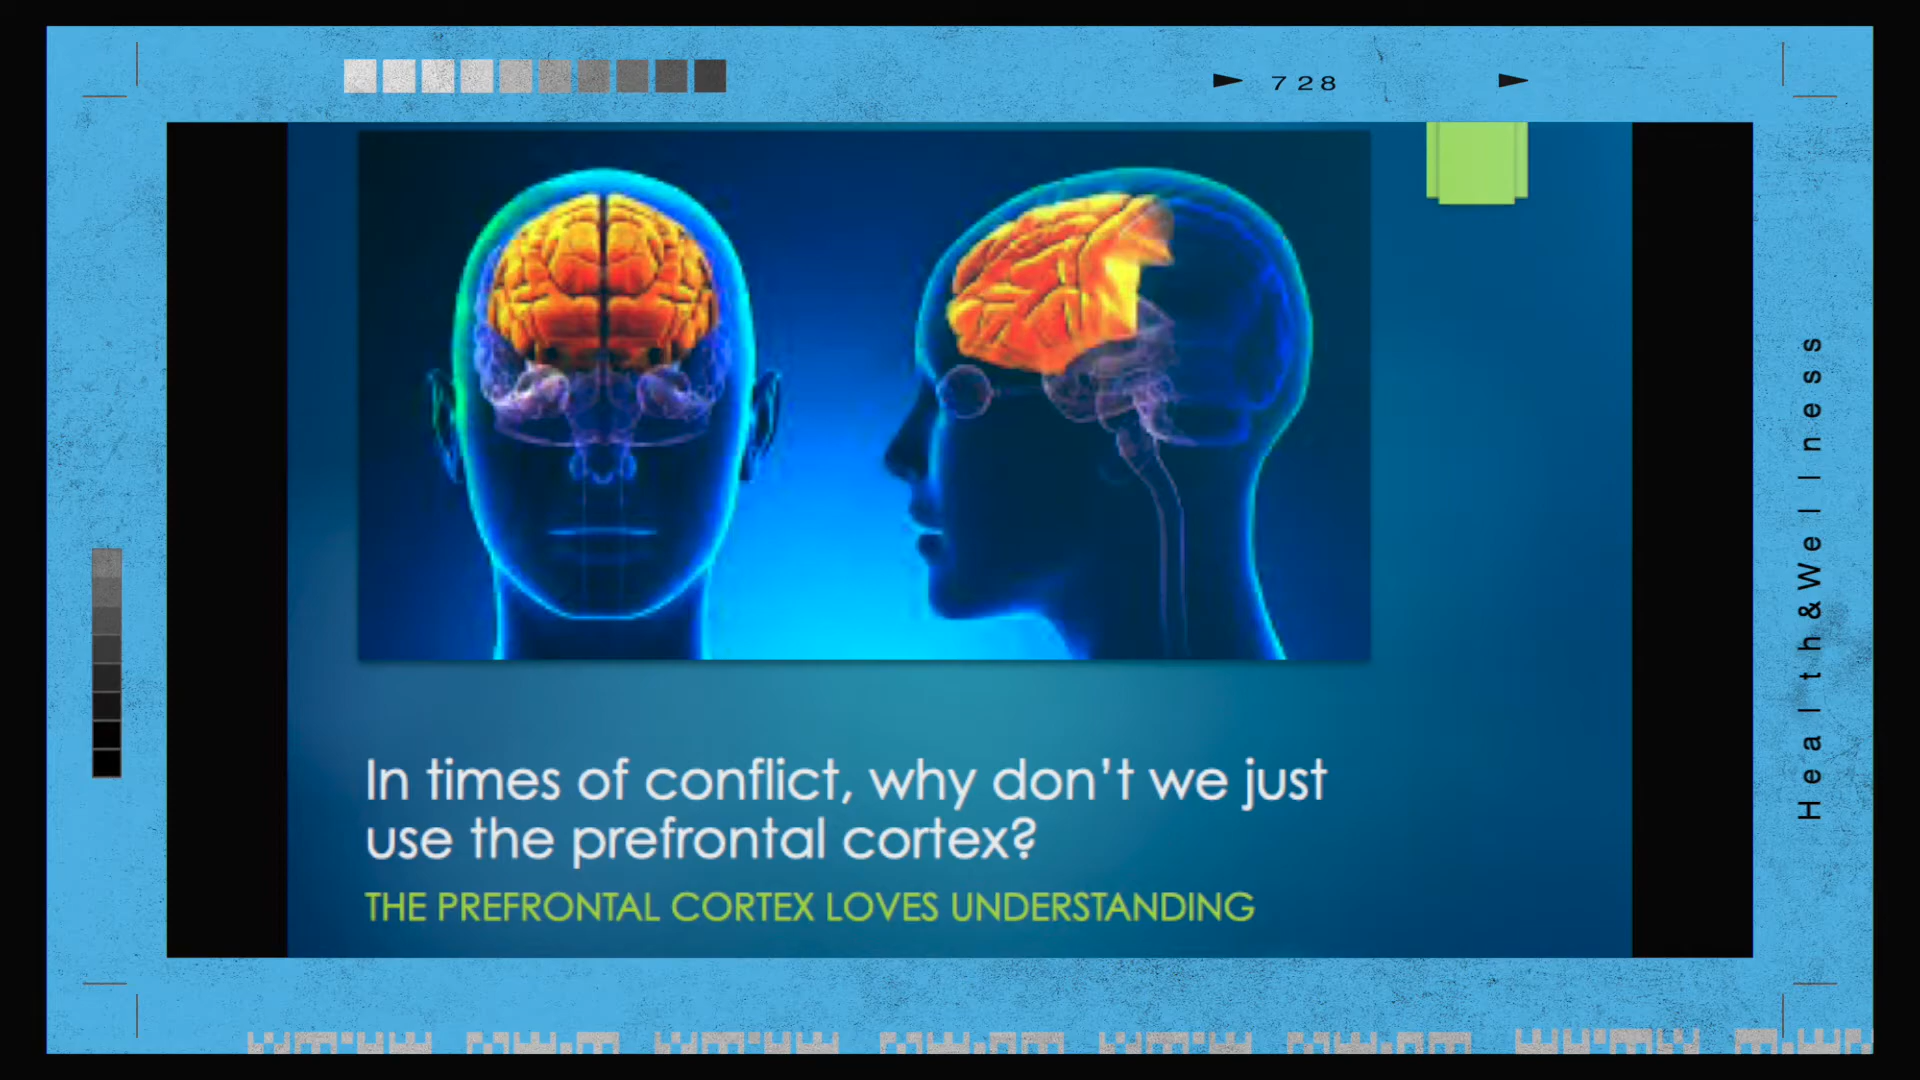 728
In times of conflict, why don't we just
use the prefrontal cortex?
THE PREFRONTAL CORTEX LOVES UNDERSTANDING
Health&Wellness